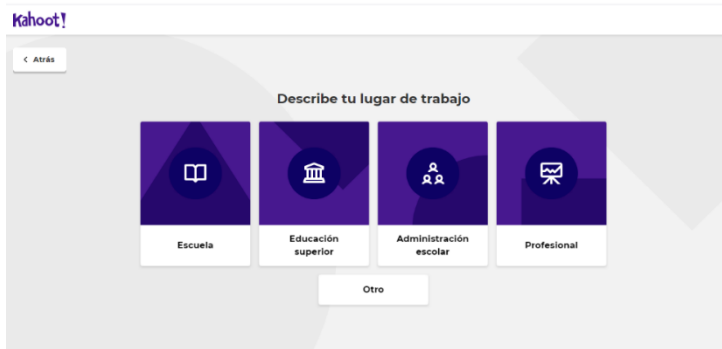 Kahoot!
Atrás
Describe tu lugar de trabajo
Escuela
Educación
superior
Administración
escolar
Profesional
Otro